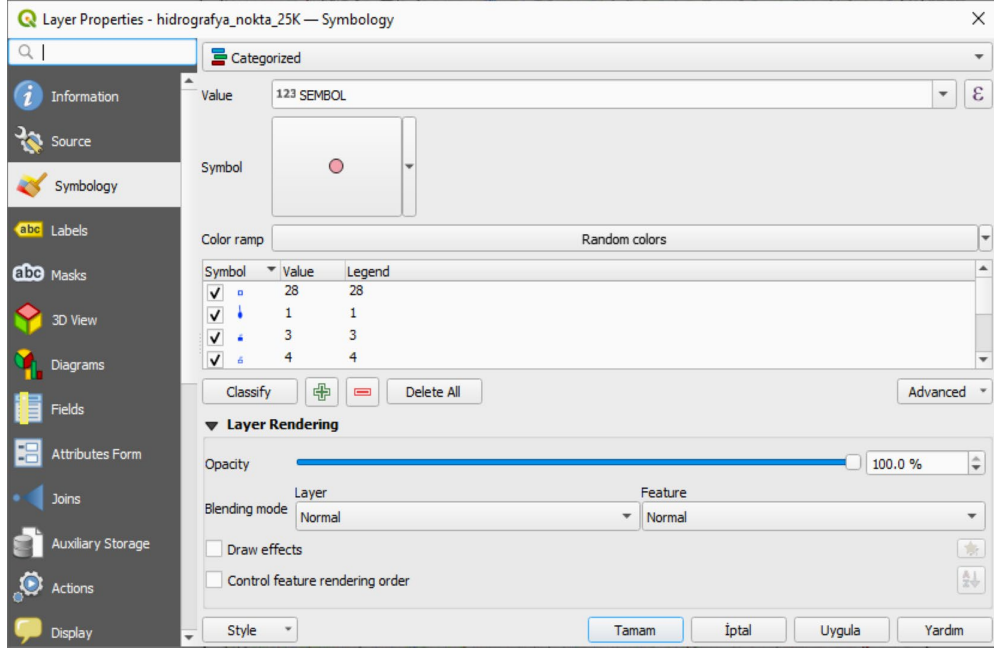 Layer Properties - hidrografya_nokta_25K — Symbology
Categorized
Information
Source
Symbology
Labels
Masks
3D View
Diagrams
Fields
Attributes Form
Joins
Auxiliary Storage
Actions
Display
Value 123 SEMBOL ε
Symbol
Color ramp Random colors
Symbol Value Legend
28 28
1 1
3 3
4 4
Classify Delete All Advanced
Layer Rendering
Opacity 100.0 %
Layer Feature
Blending mode Normal Normal
Draw effects
Control feature rendering order
Style Tamam İptal Uygula Yardım